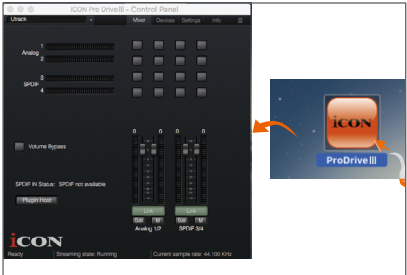 ICON Pro Drive III - Control Panel
Utrack
Mixer Devices Settings Info
Analog 1
2
SPDIF 3
4
0 0 0 0
Volume Bypass
SPDIF IN Status: SPDIF not available
Plugin Host
Link Link
Solo M Solo M
Analog 1/2 SPDIF 3/4
iCON
Ready Streaming state: Running Current sample rate: 44.100 KHz
iCON
ProDrive III